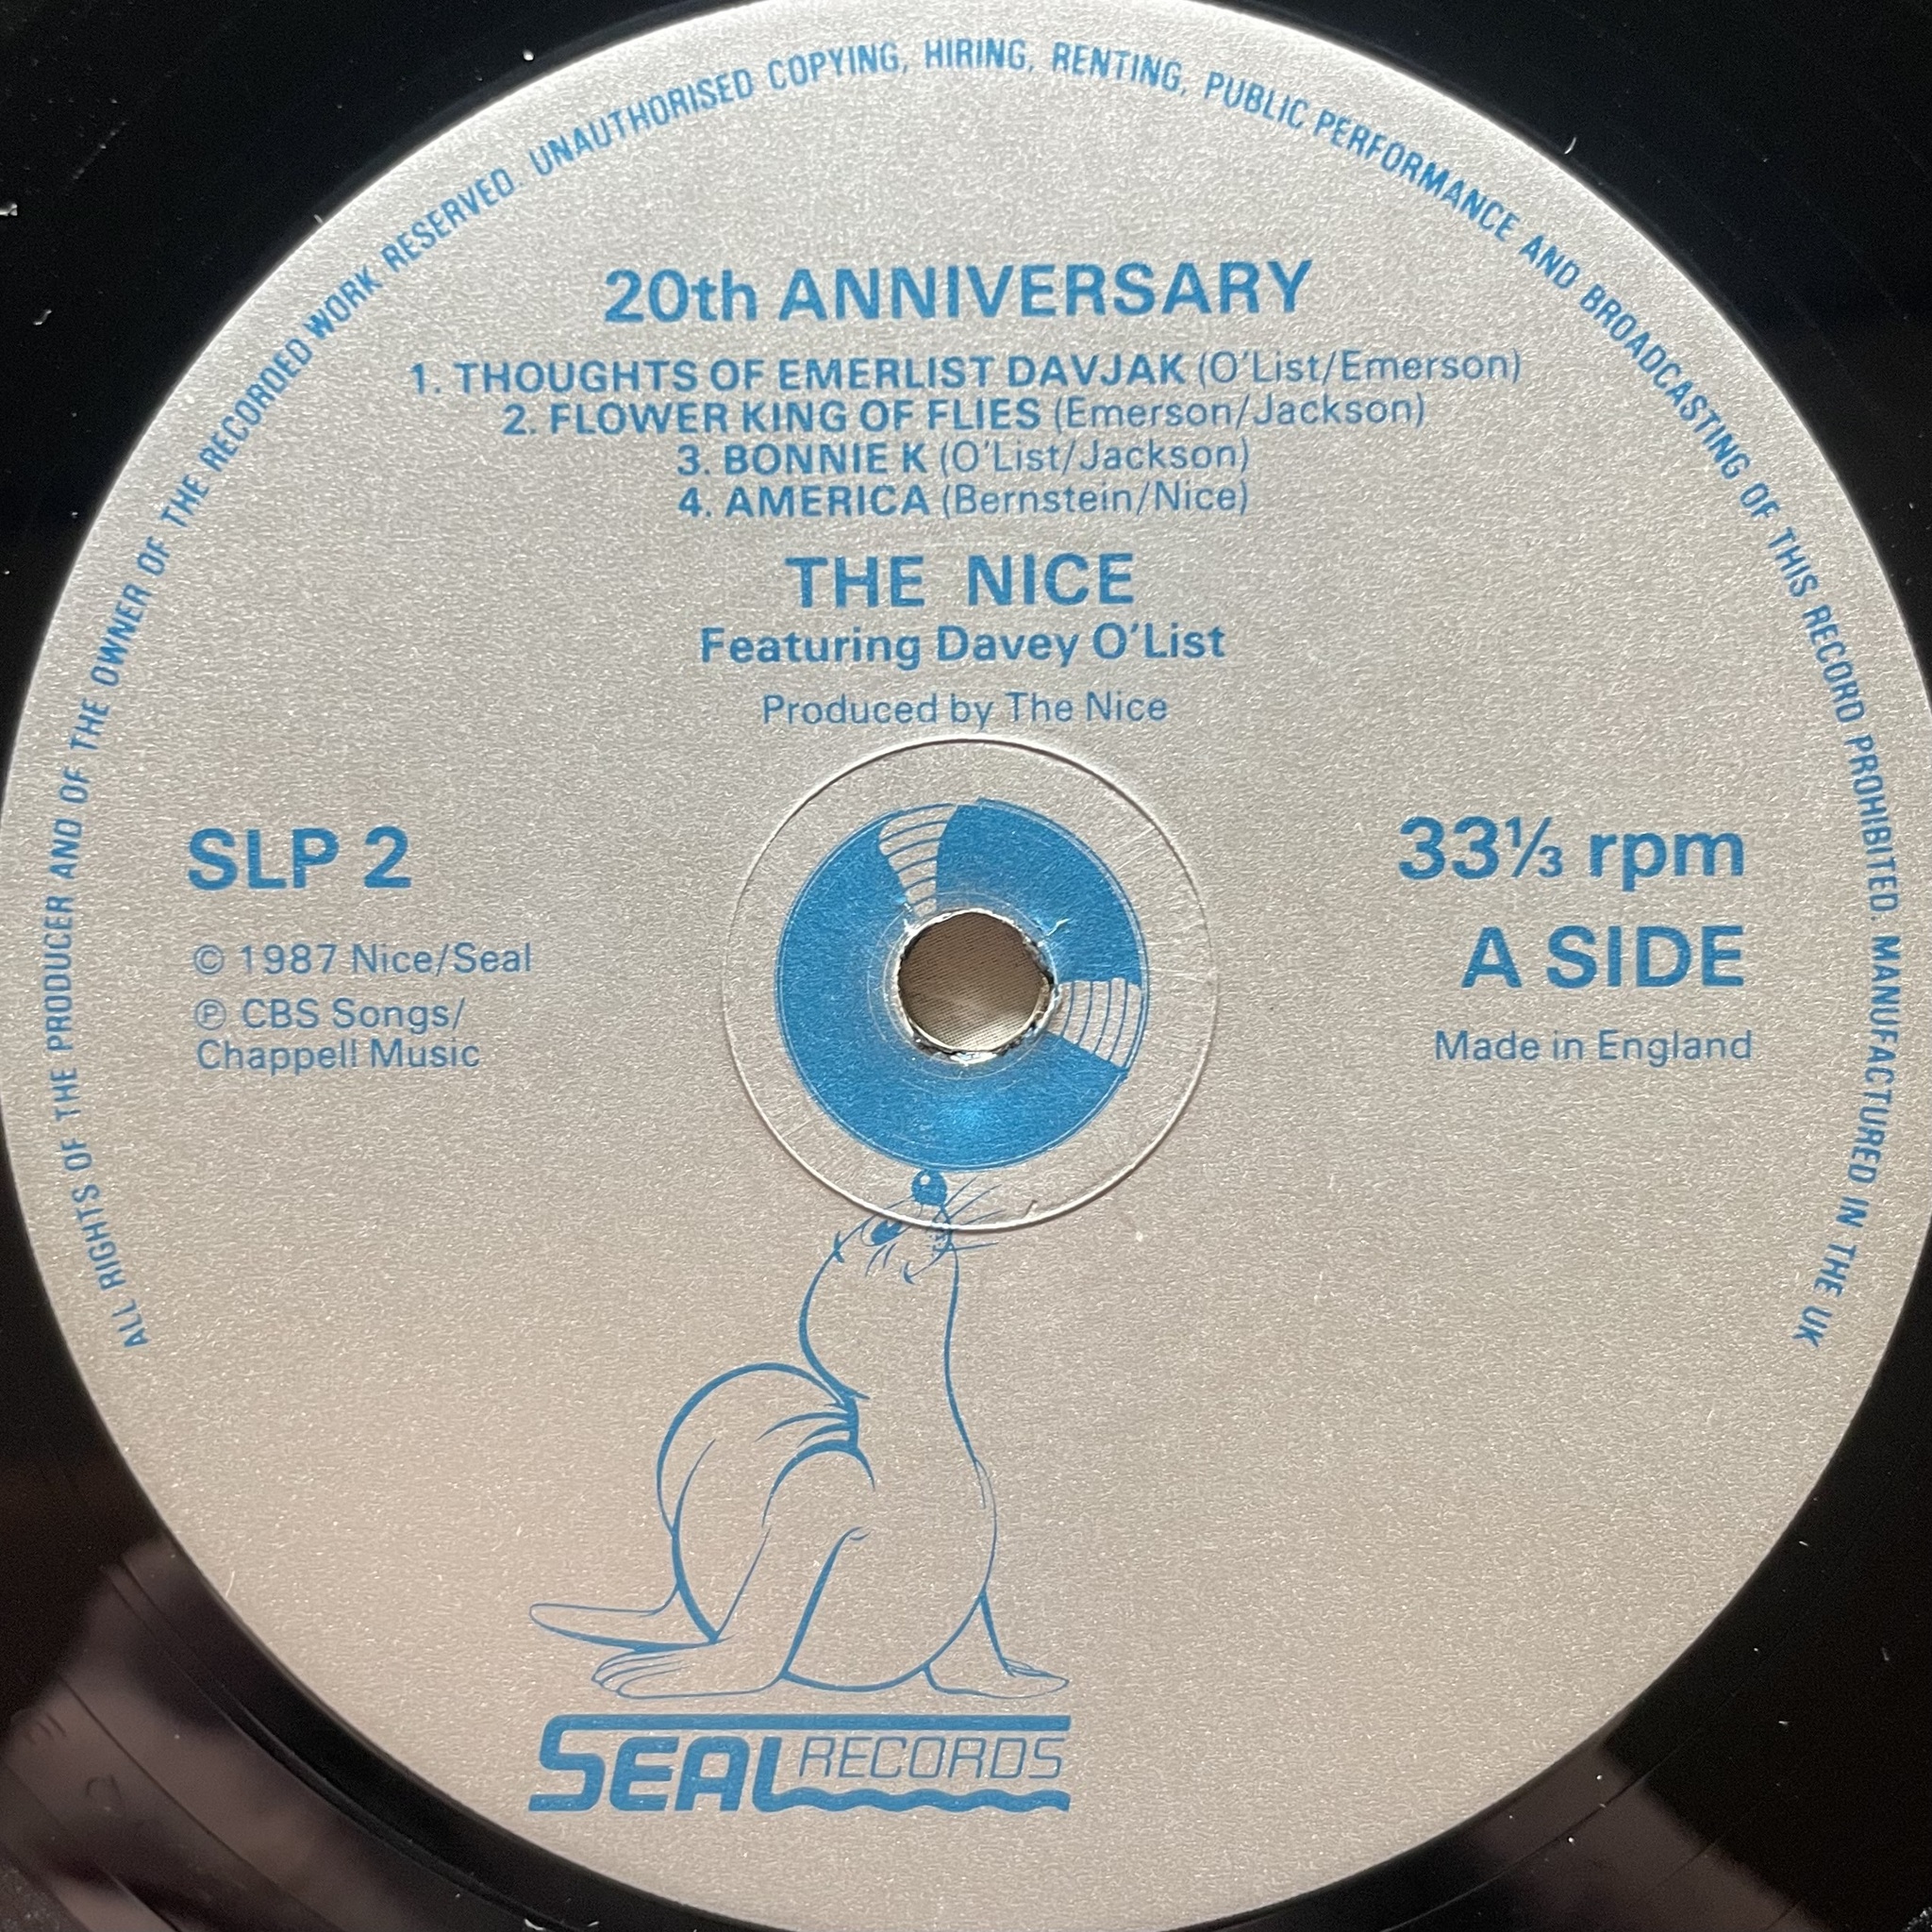 ALL RIGHTS OF THE PRODUCER AND OF THE OWNER OF THE RECORDED WORK RESERVED. UNAUTHORISED COPYING, HIRING, RENTING, PUBLIC PERFORMANCE AND BROADCASTING OF THIS RECORD PROHIBITED. MANUFACTURED IN THE UK
20th ANNIVERSARY
1. THOUGHTS OF EMERLIST DAVJAK (O'List/Emerson)
2. FLOWER KING OF FLIES (Emerson/Jackson)
3. BONNIE K (O'List/Jackson)
4. AMERICA (Bernstein/Nice)
THE NICE
Featuring Davey O'List
Produced by The Nice
SLP 2
© 1987 Nice/Seal
℗ CBS Songs/
Chappell Music
33⅓ rpm
A SIDE
Made in England
SEAL RECORDS